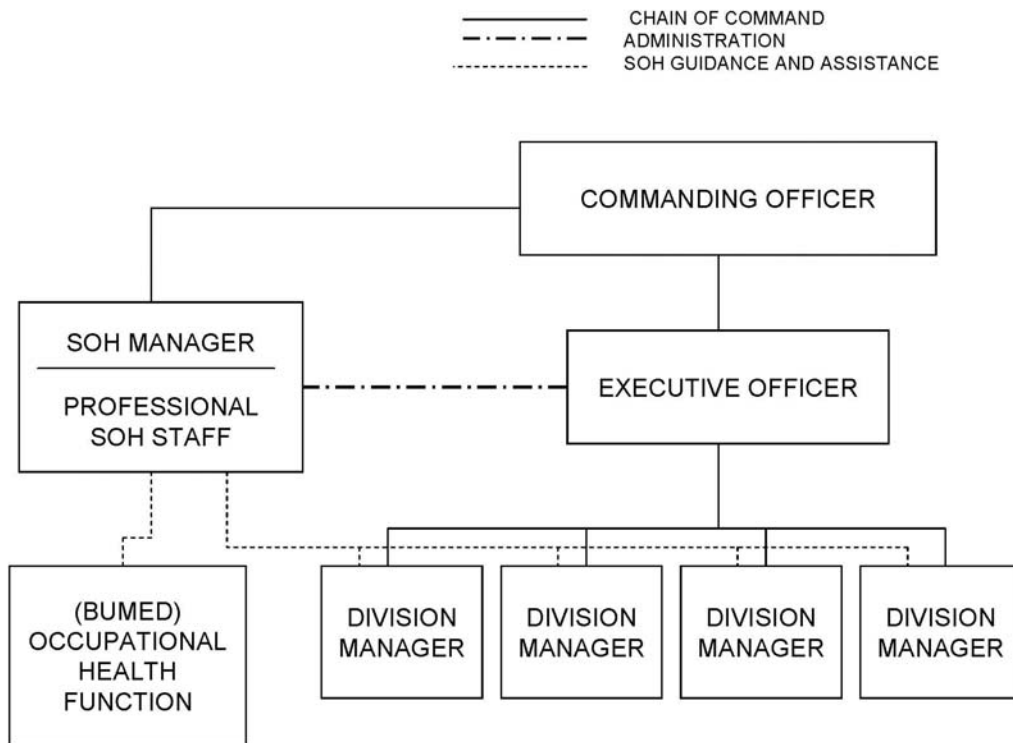 CHAIN OF COMMAND
ADMINISTRATION
SOH GUIDANCE AND ASSISTANCE
COMMANDING OFFICER
SOH MANAGER
PROFESSIONAL
SOH STAFF
EXECUTIVE OFFICER
(BUMED)
OCCUPATIONAL
HEALTH
FUNCTION
DIVISION
MANAGER
DIVISION
MANAGER
DIVISION
MANAGER
DIVISION
MANAGER